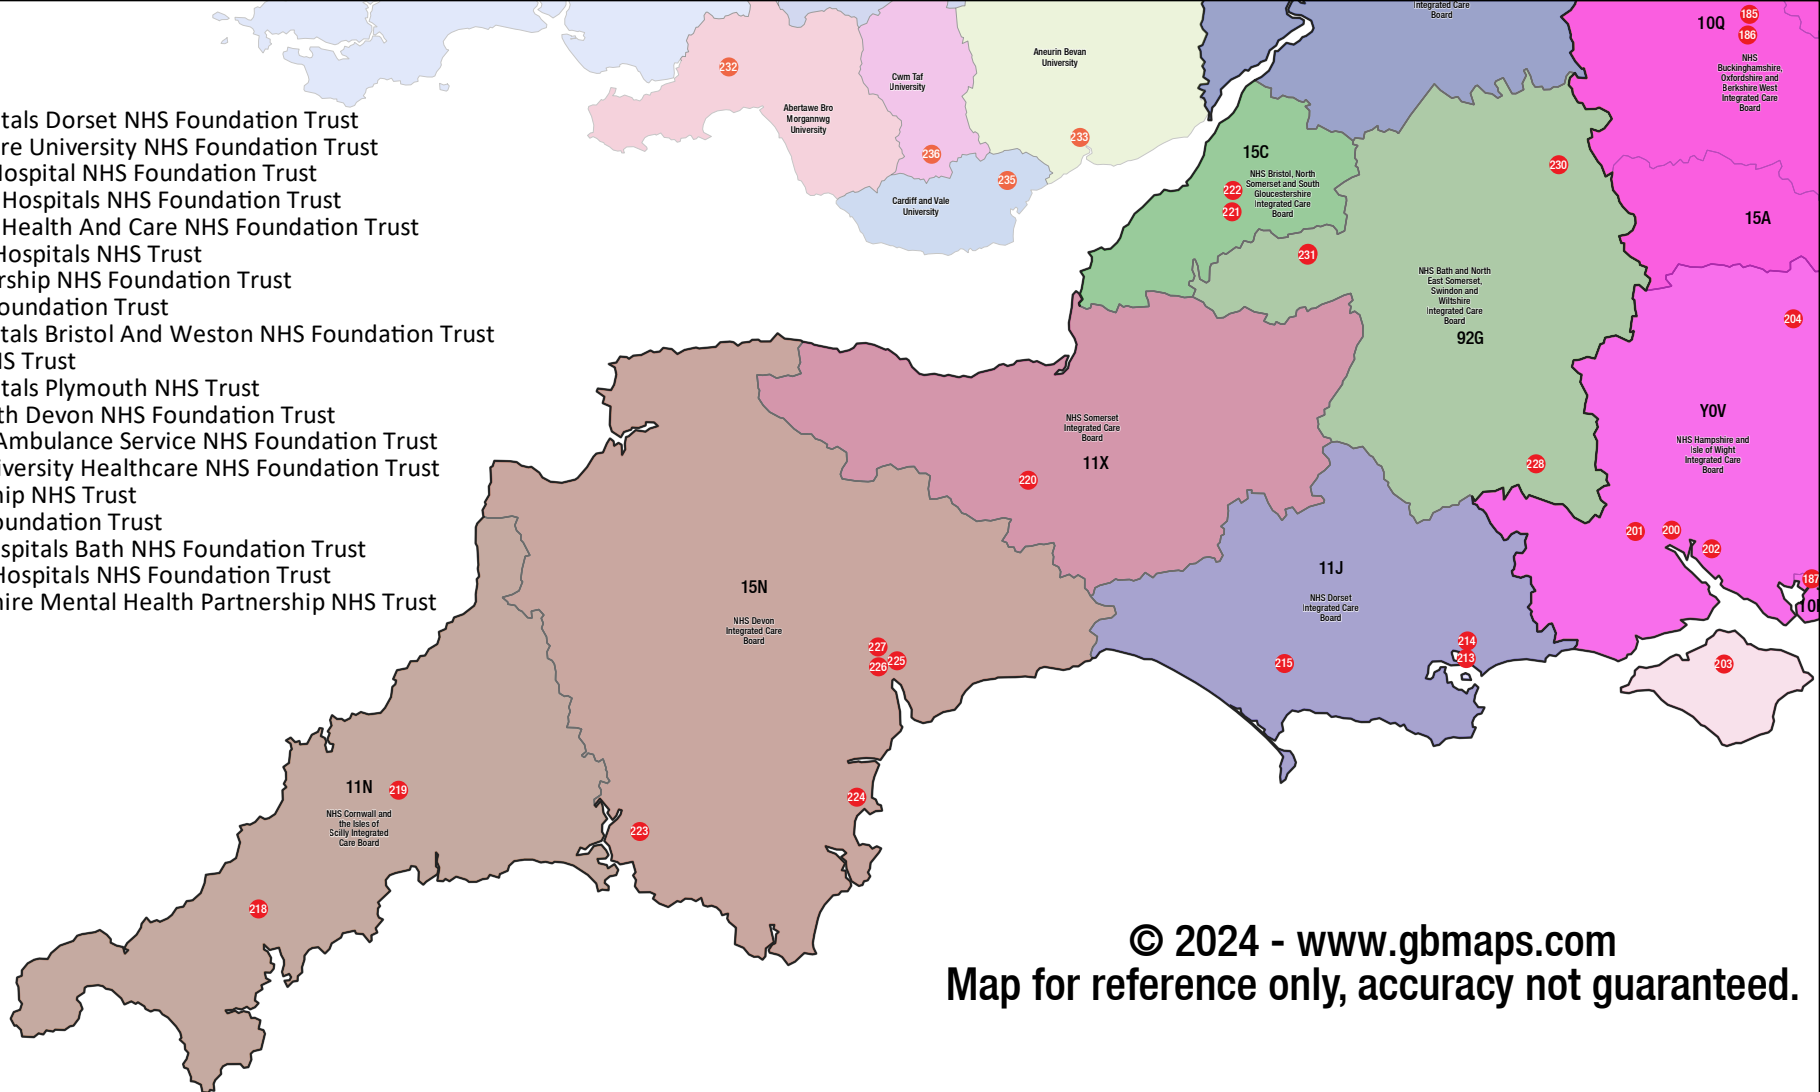 Integrated Care
Board
10Q
185
186
NHS
Buckinghamshire,
Oxfordshire and
Berkshire West
Integrated Care
Board
232
Abertawe Bro
Morgannwg
University
Cwm Taf
University
236
Aneurin Bevan
University
233
235
Cardiff and Vale
University
tals Dorset NHS Foundation Trust
re University NHS Foundation Trust
Hospital NHS Foundation Trust
Hospitals NHS Foundation Trust
Health And Care NHS Foundation Trust
Hospitals NHS Trust
rship NHS Foundation Trust
oundation Trust
tals Bristol And Weston NHS Foundation Trust
IS Trust
tals Plymouth NHS Trust
th Devon NHS Foundation Trust
Ambulance Service NHS Foundation Trust
iversity Healthcare NHS Foundation Trust
hip NHS Trust
oundation Trust
spitals Bath NHS Foundation Trust
Hospitals NHS Foundation Trust
hire Mental Health Partnership NHS Trust
15C
NHS Bristol, North
Somerset and South
Gloucestershire
Integrated Care
Board
222
221
231
230
NHS Bath and North
East Somerset,
Swindon and
Wiltshire
Integrated Care
Board
92G
228
15A
204
Y0V
NHS Hampshire and
Isle of Wight
Integrated Care
Board
201
200
202
187
10
203
NHS Somerset
Integrated Care
Board
11X
220
11J
NHS Dorset
Integrated Care
Board
214
213
215
15N
NHS Devon
Integrated Care
Board
227
226
225
224
223
11N
219
NHS Cornwall and
the Isles of
Scilly Integrated
Care Board
218
© 2024 - www.gbmaps.com
Map for reference only, accuracy not guaranteed.